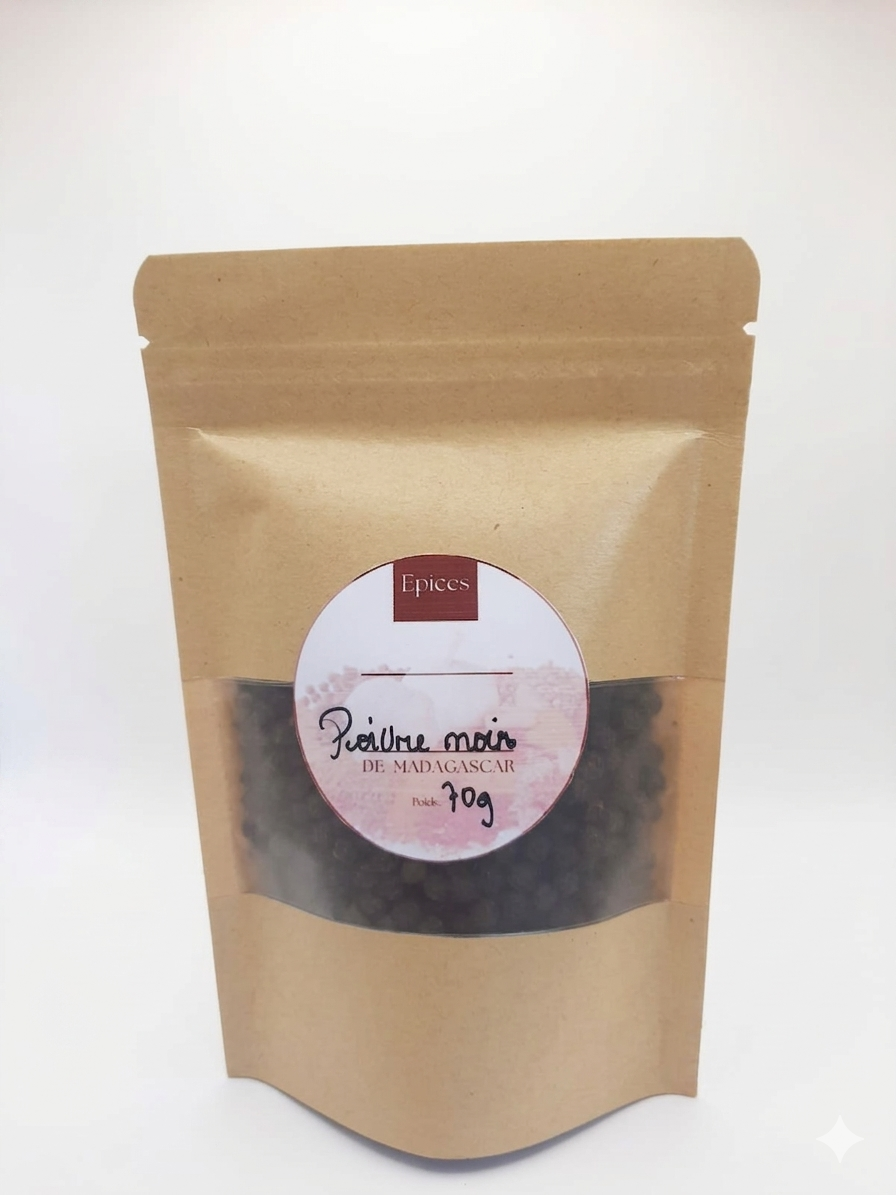 Epices
Poivre noir
DE MADAGASCAR
Poids: 70g